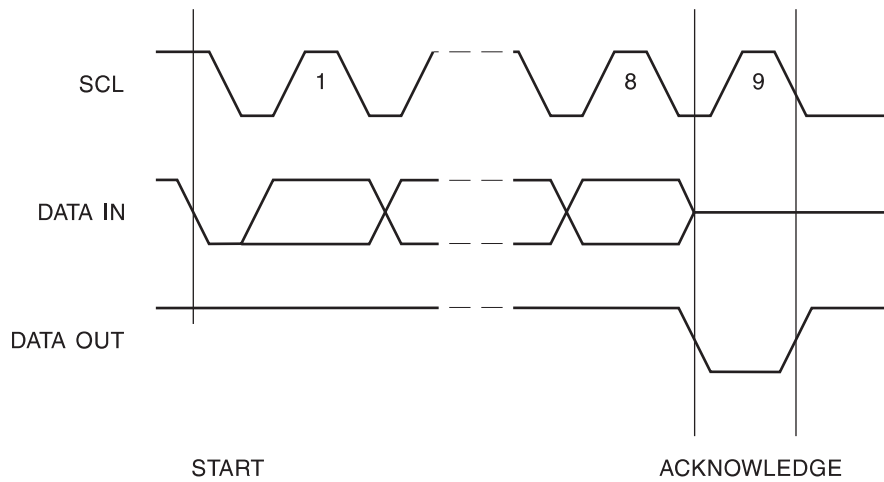 SCL
1
8
9
DATA IN
DATA OUT
START
ACKNOWLEDGE